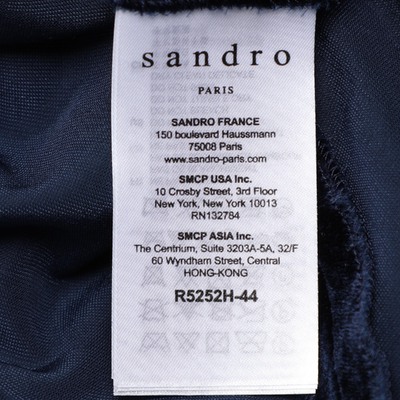 sandro
PARIS
SANDRO FRANCE
150 boulevard Haussmann
75008 Paris
www.sandro-paris.com
SMCP USA Inc.
10 Crosby Street, 3rd Floor
New York, New York 10013
RN132784
SMCP ASIA Inc.
The Centrium, Suite 3203A-5A, 32/F
60 Wyndham Street, Central
HONG-KONG
R5252H-44